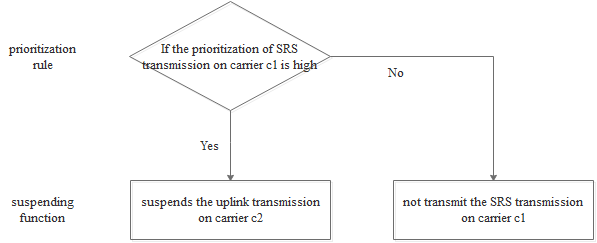 prioritization
rule
If the prioritization of SRS
transmission on carrier c1 is high
No
Yes
suspending
function
suspends the uplink transmission
on carrier c2
not transmit the SRS transmission
on carrier c1